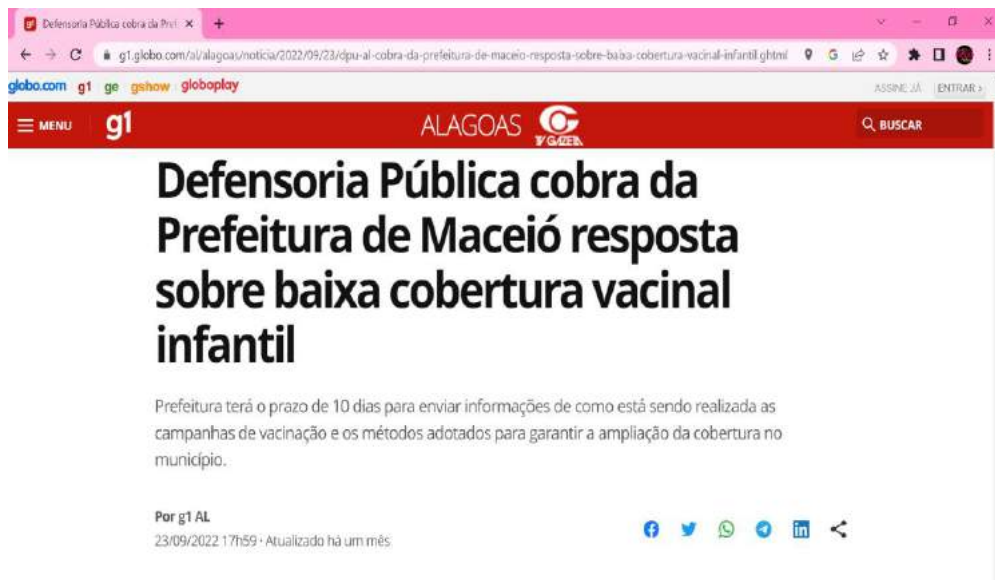 Defensoria Pública cobra da Pref
g1.globo.com/al/alagoas/noticia/2022/09/23/dpu-al-cobra-da-prefeitura-de-maceio-resposta-sobre-baixa-cobertura-vacinal-infantil.ghtml
globo.com g1 ge gshow globoplay
ASSINE JÁ ENTRAR >
MENU g1 ALAGOAS TV GAZETA BUSCAR
Defensoria Pública cobra da
Prefeitura de Maceió resposta
sobre baixa cobertura vacinal
infantil
Prefeitura terá o prazo de 10 dias para enviar informações de como está sendo realizada as
campanhas de vacinação e os métodos adotados para garantir a ampliação da cobertura no
município.
Por g1 AL
23/09/2022 17h59 · Atualizado há um mês